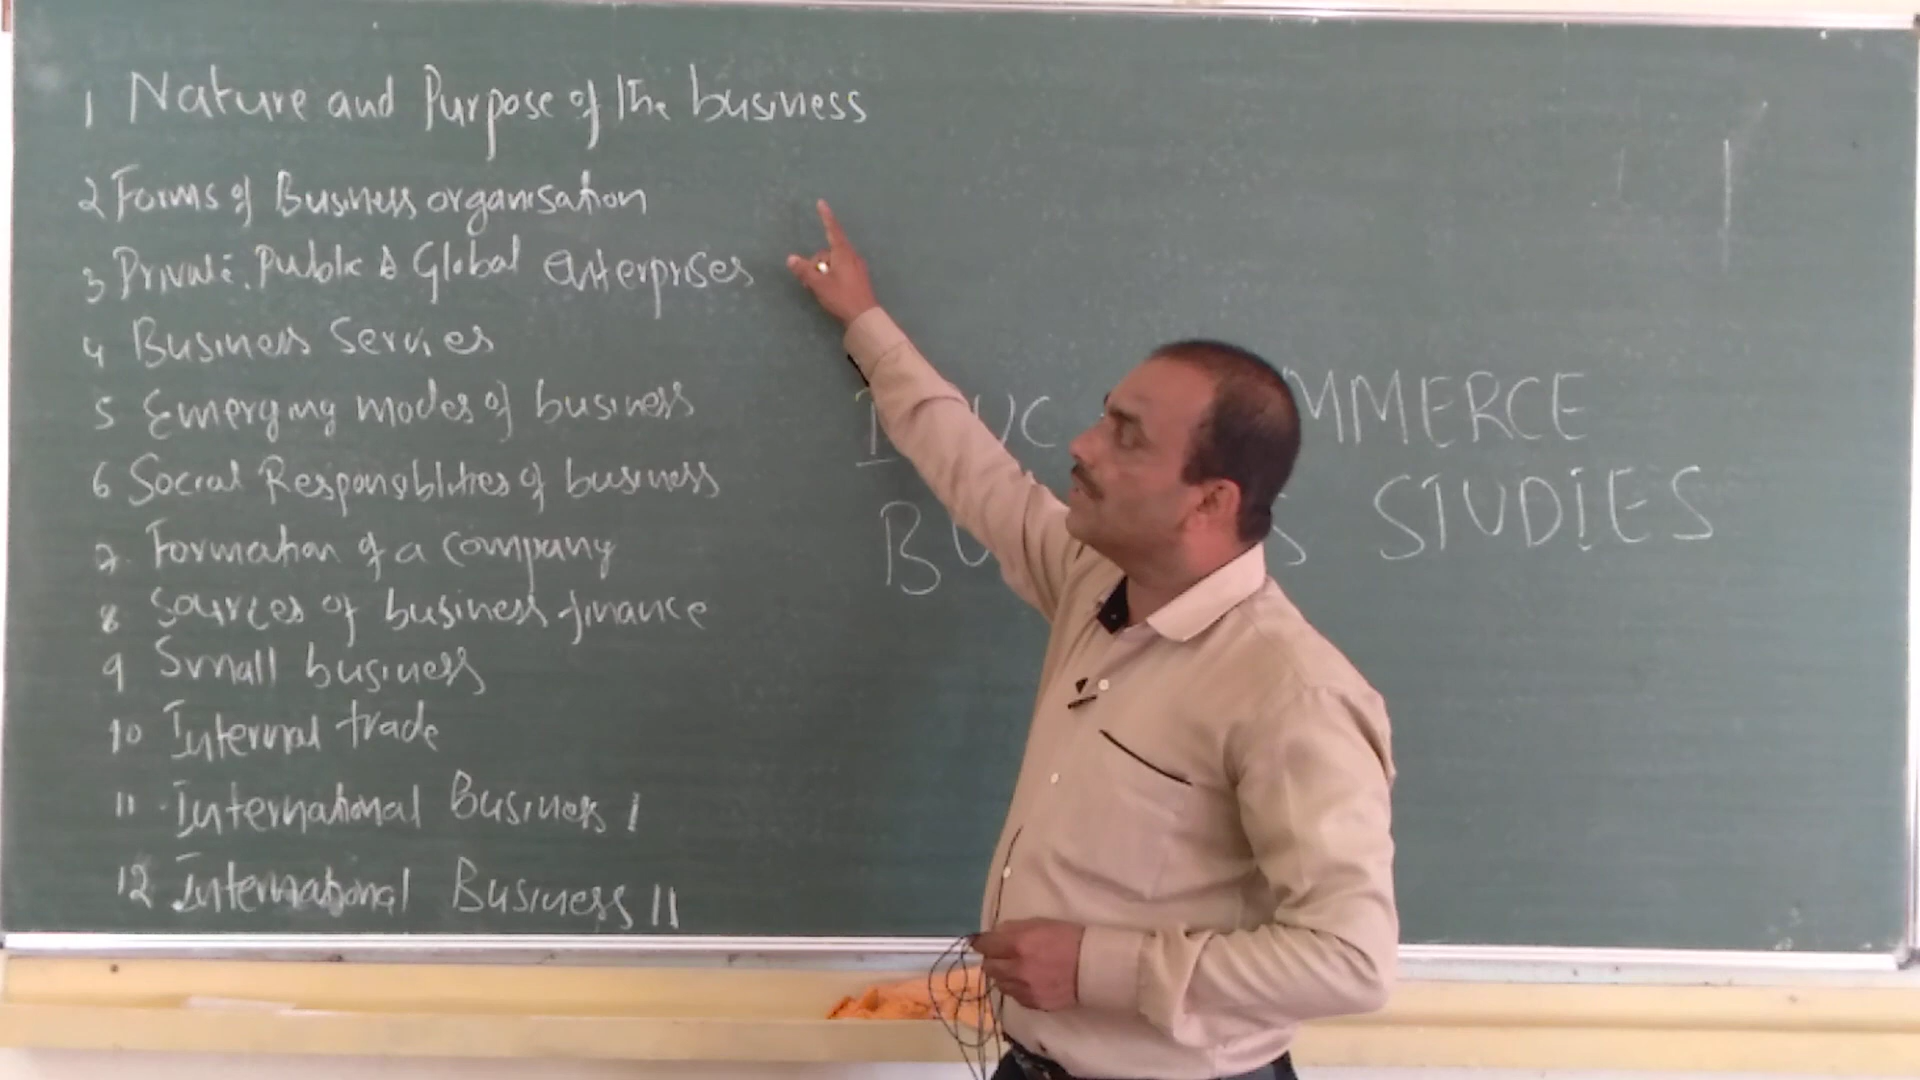 1 Nature and Purpose of the business
2 Forms of Business organisation
3 Private, Public & Global enterprises
4 Business Servies
5 Emerging modes of business
6 Social Responsiblities of business
7. Formation of a company
8 Sources of business finance
9 Small business
10 Internal trade
11 International Business I
12 International Business II
MMERCE
STUDIES